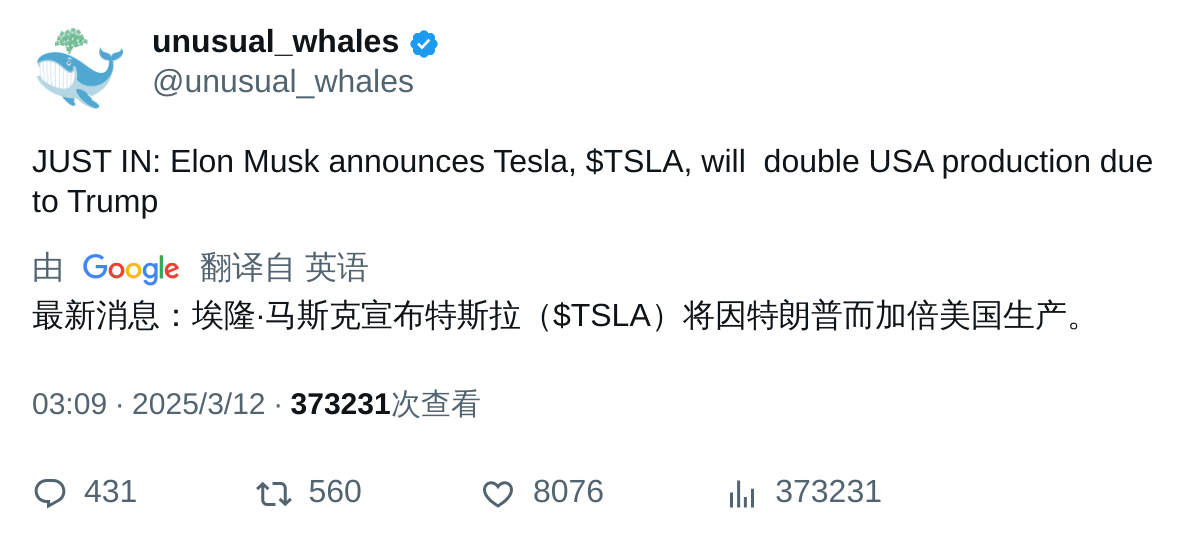 unusual_whales
@unusual_whales
JUST IN: Elon Musk announces Tesla, $TSLA, will  double USA production due
to Trump
由 Google 翻译自 英语
最新消息：埃隆·马斯克宣布特斯拉（$TSLA）将因特朗普而加倍美国生产。
03:09 · 2025/3/12 · 373231次查看
431 560 8076 373231